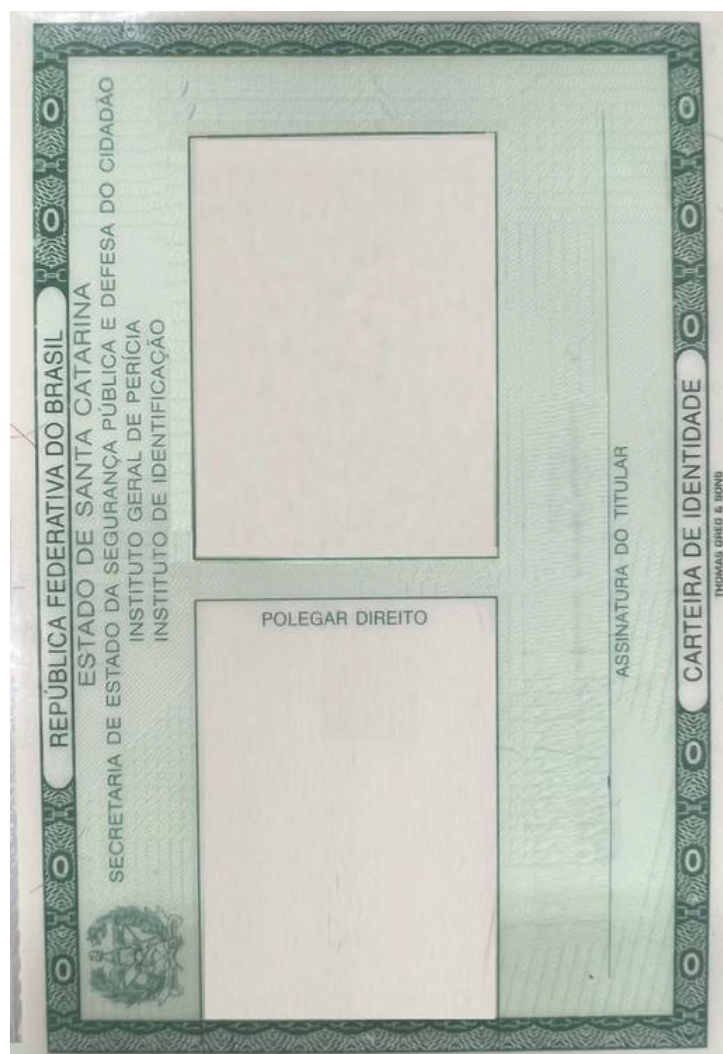 REPÚBLICA FEDERATIVA DO BRASIL
ESTADO DE SANTA CATARINA
SECRETARIA DE ESTADO DA SEGURANÇA PÚBLICA E DEFESA DO CIDADÃO
INSTITUTO GERAL DE PERÍCIA
INSTITUTO DE IDENTIFICAÇÃO
POLEGAR DIREITO
ASSINATURA DO TITULAR
CARTEIRA DE IDENTIDADE
THOMAS GREG & SONS